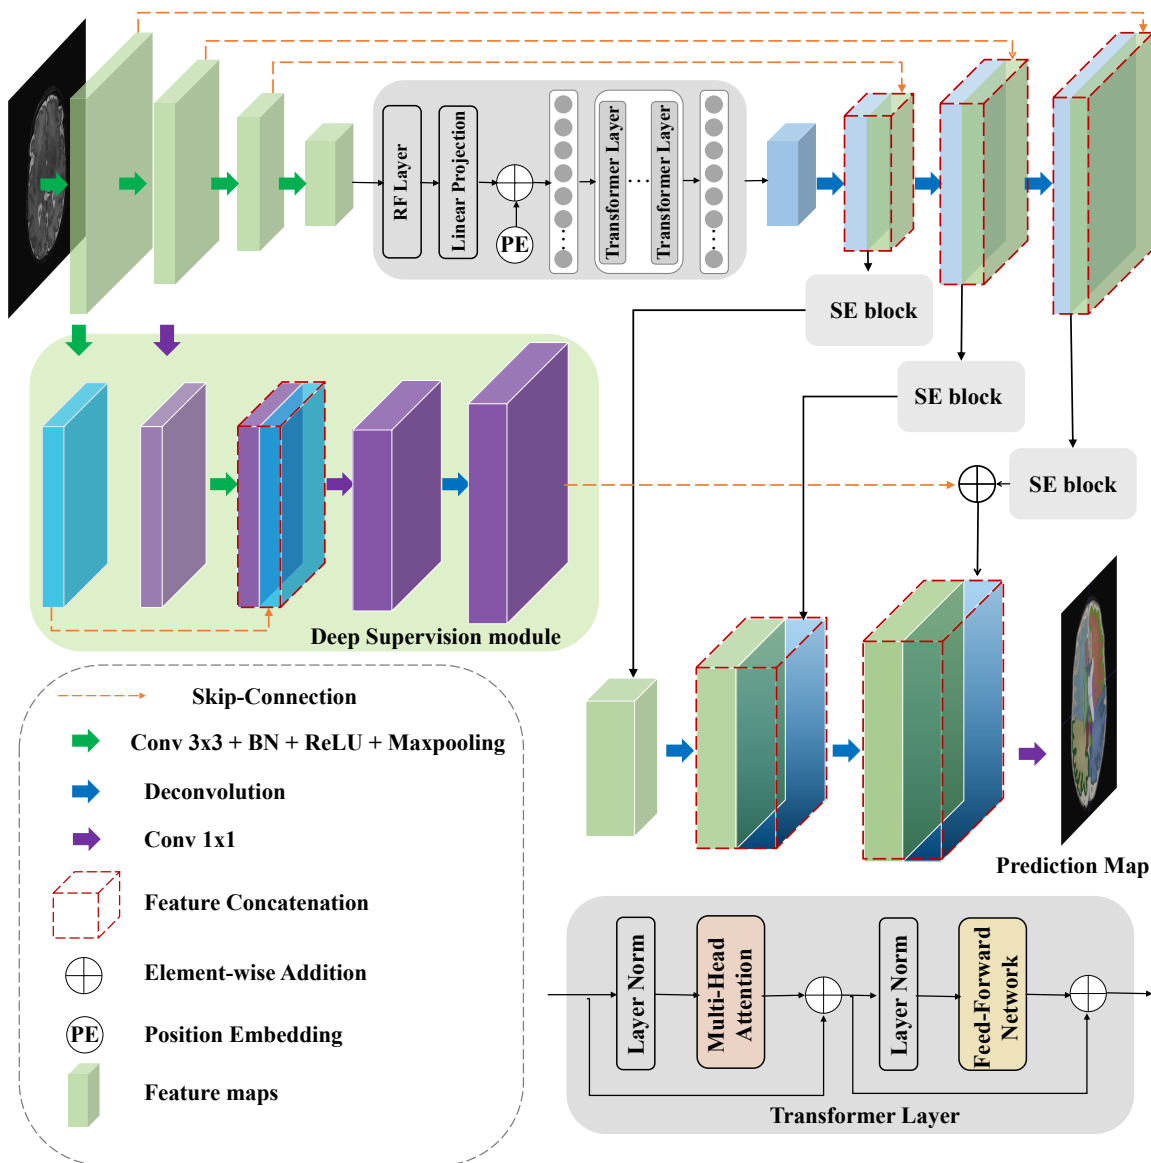 RF Layer
Linear Projection
PE
Transformer Layer
Transformer Layer
SE block
SE block
SE block
Deep Supervision module
Skip-Connection
Conv 3x3 + BN + ReLU + Maxpooling
Deconvolution
Conv 1x1
Feature Concatenation
Element-wise Addition
PE
Position Embedding
Feature maps
Prediction Map
Layer Norm
Multi-Head
Attention
Layer Norm
Feed-Forward
Network
Transformer Layer